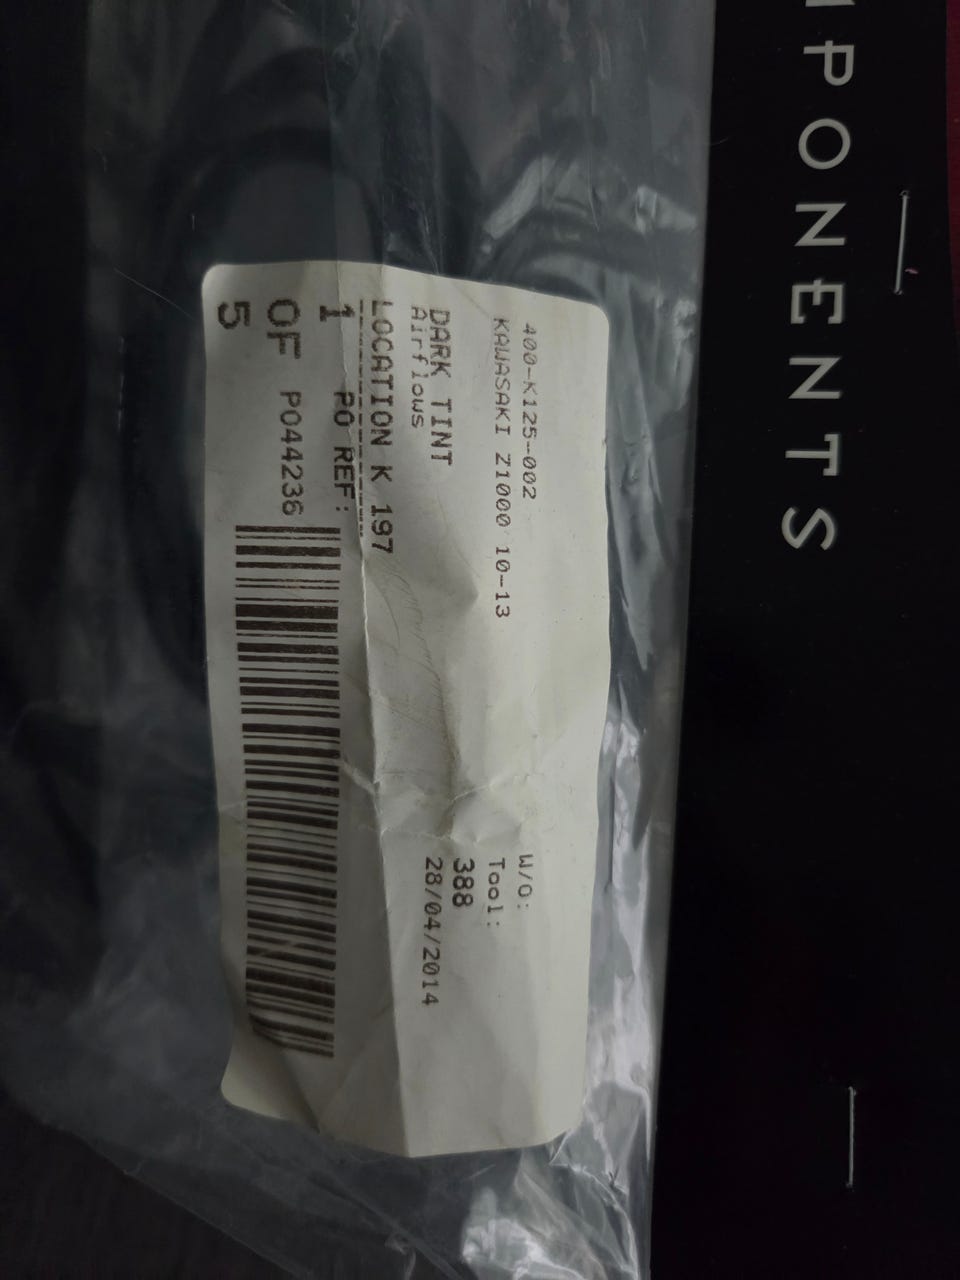 MPONENTS
400-K125-002
KAWASAKI Z1000 10-13
W/O:
Tool:
388
28/04/2014
DARK TINT
Airflows
LOCATION K 197
1
OF
5
PO REF:
PO44236